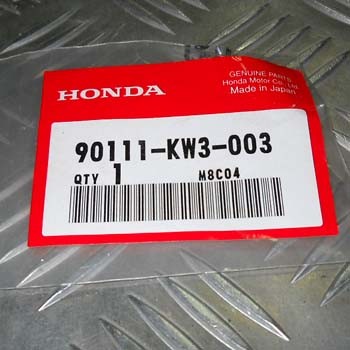 GENUINE PARTS
Honda Motor Co., Ltd.
Made in Japan
HONDA
90111-KW3-003
QTY 1 M8C04